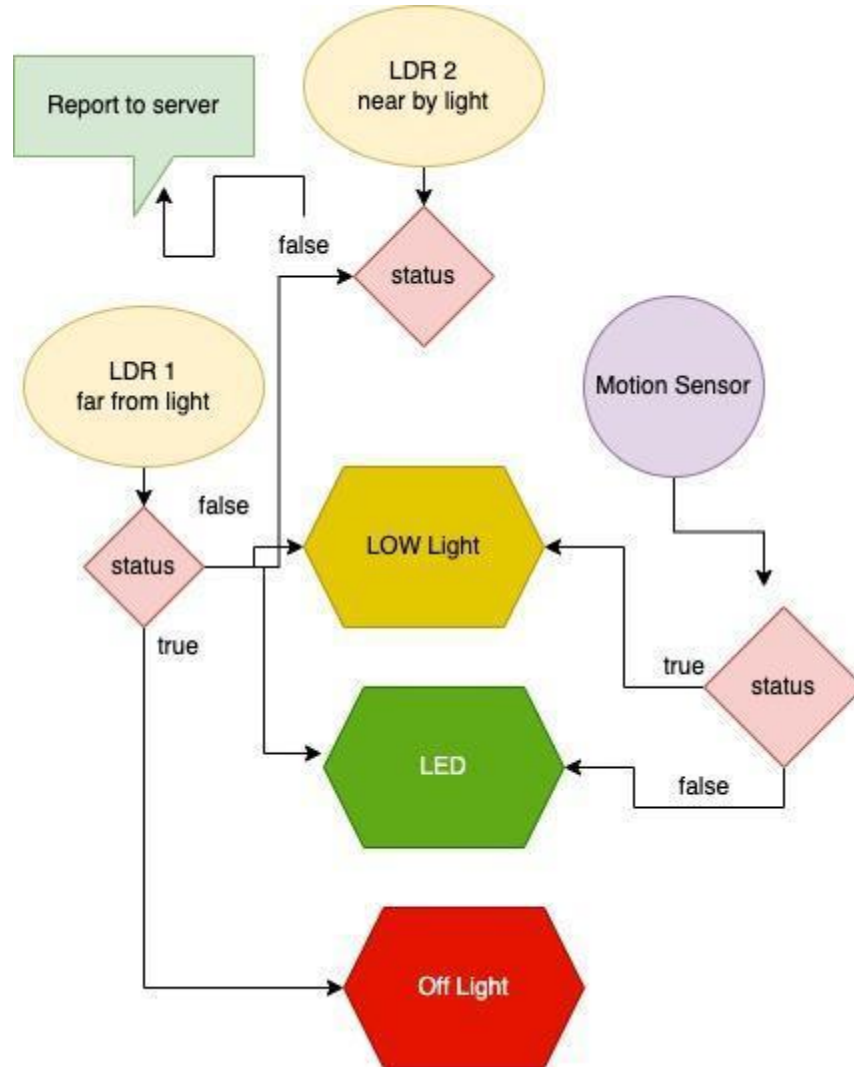 LDR 2
near by light
Report to server
false
status
LDR 1
far from light
Motion Sensor
false
LOW Light
status
true
true
status
LED
false
Off Light